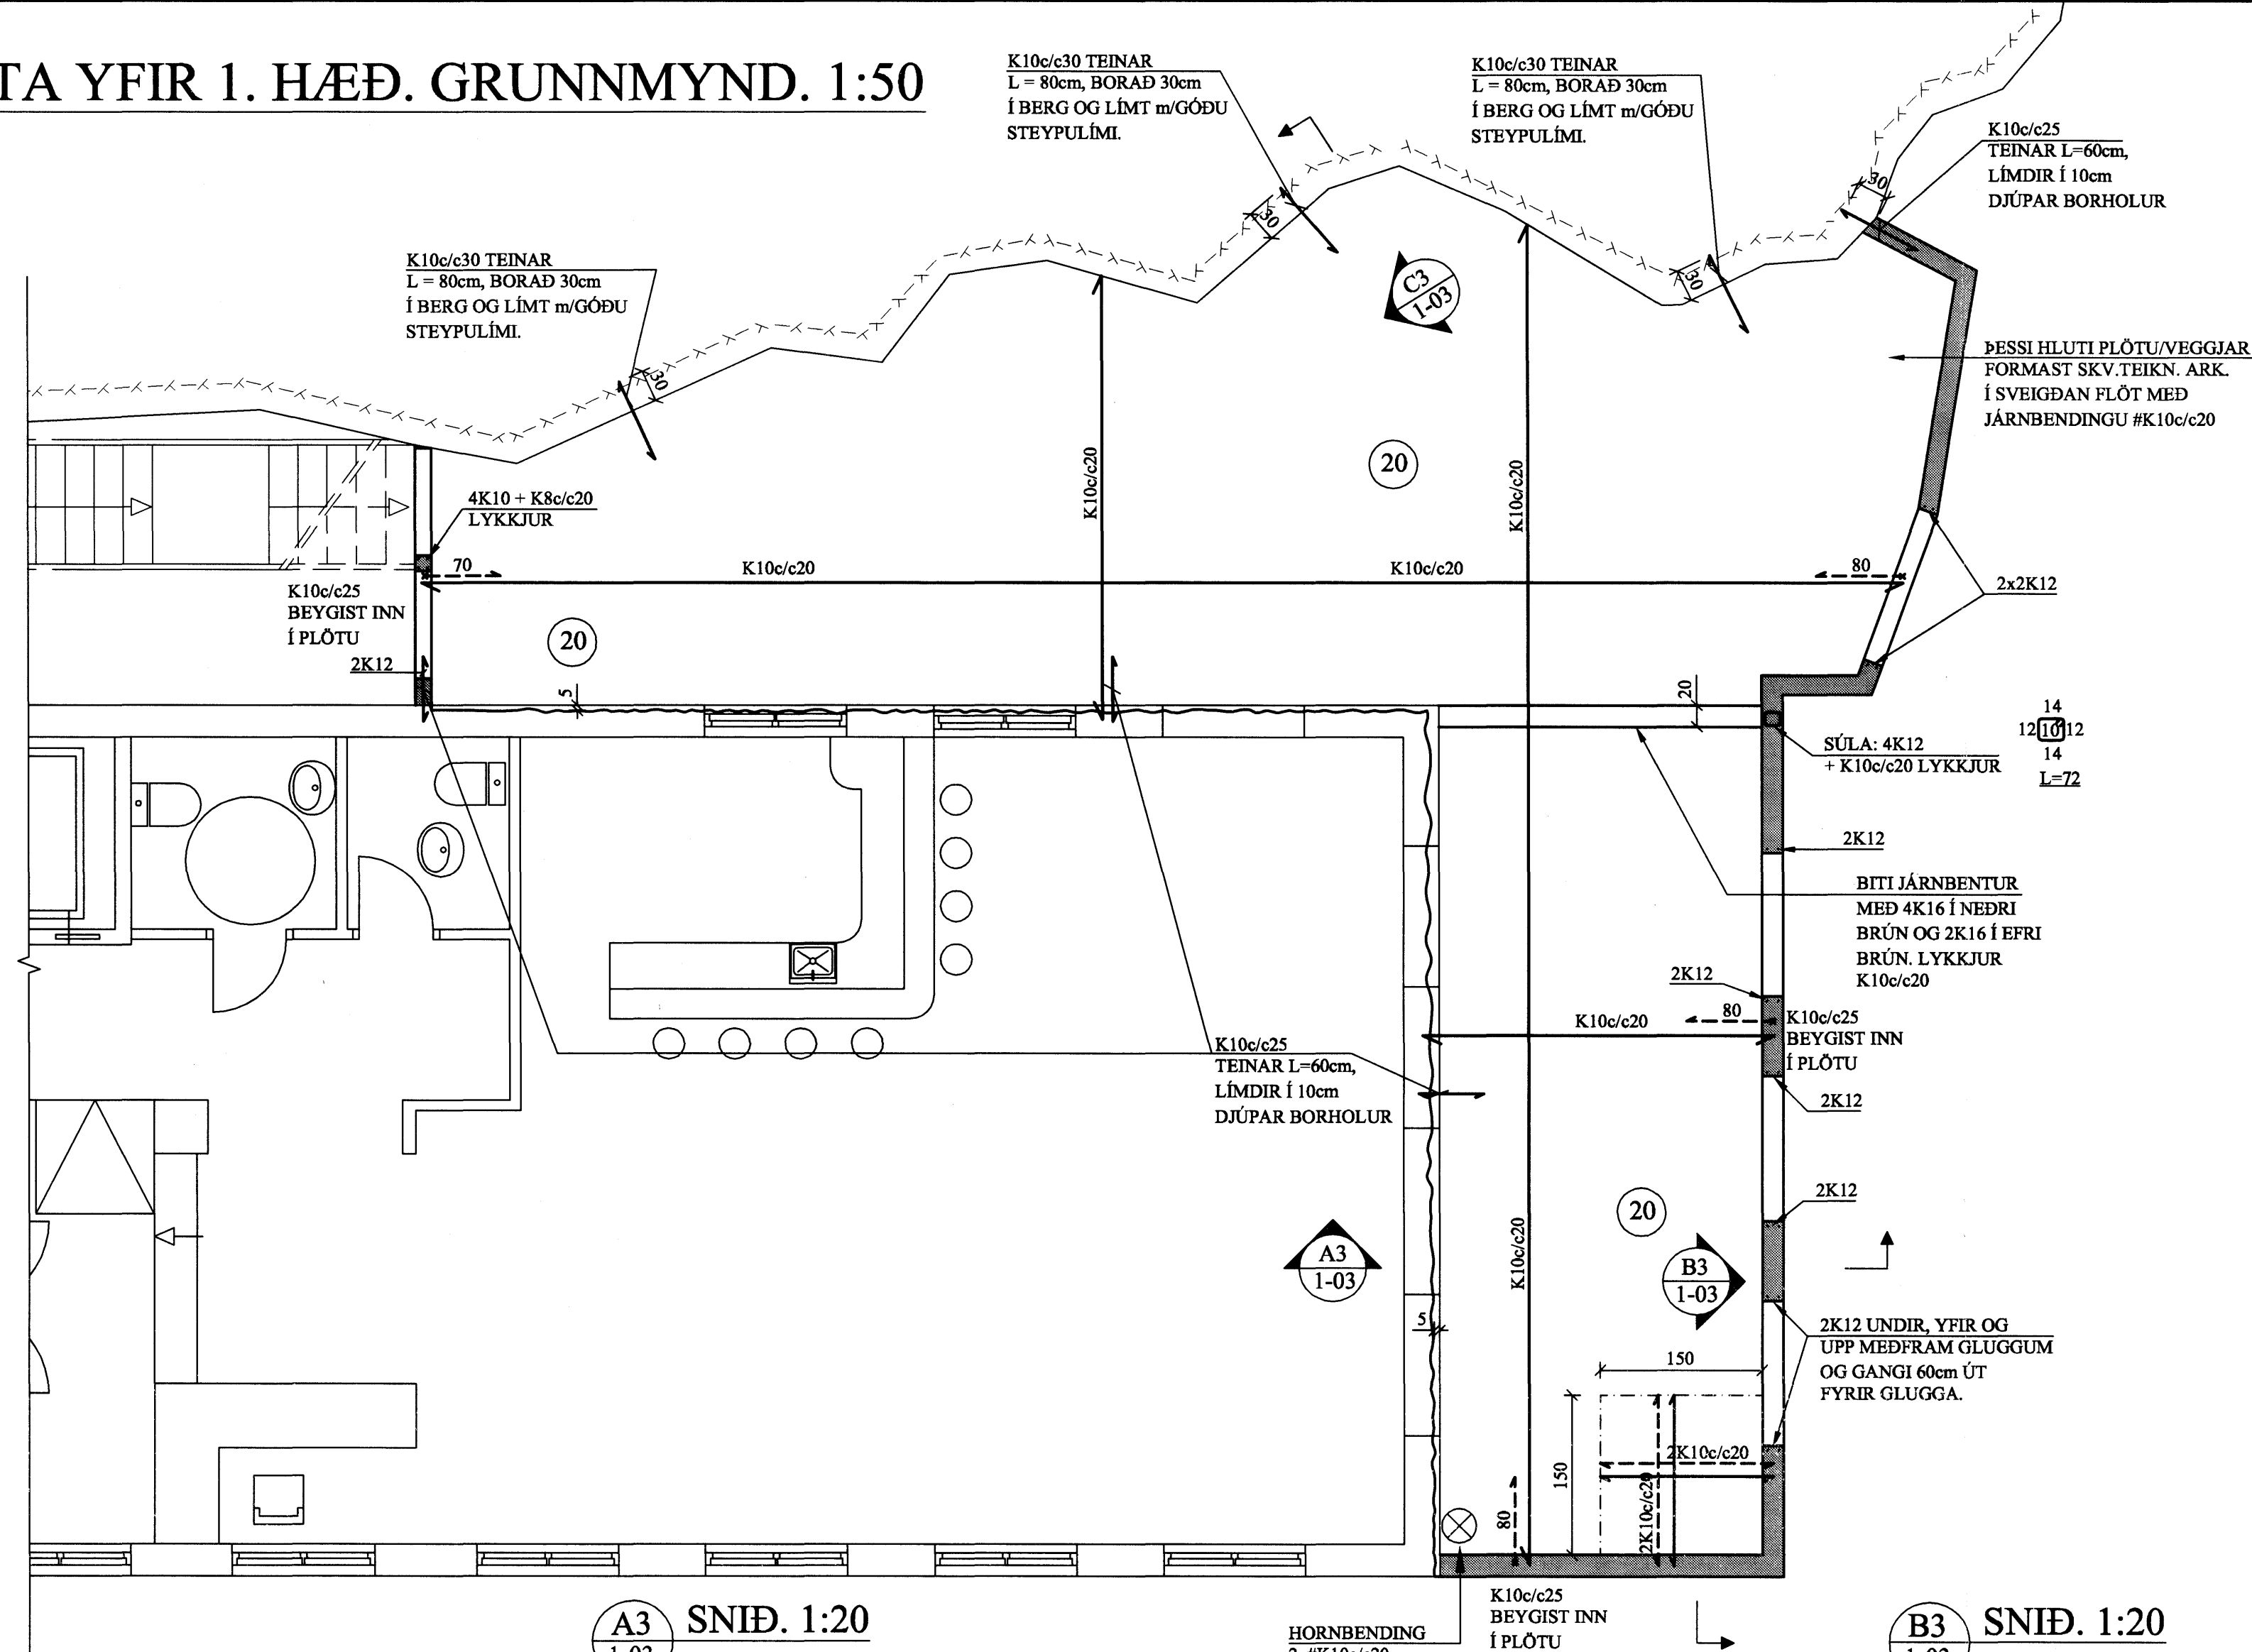 TA YFIR 1. HÆÐ. GRUNNMYND. 1:50
K10c/c30 TEINAR
L = 80cm, BORAÐ 30cm
Í BERG OG LÍMT m/GÓÐU
STEYPULÍMI.
K10c/c30 TEINAR
L = 80cm, BORAÐ 30cm
Í BERG OG LÍMT m/GÓÐU
STEYPULÍMI.
K10c/c25
TEINAR L=60cm,
LÍMDIR Í 10cm
DJÚPAR BORHOLUR
30
30
30
30
K10c/c30 TEINAR
L = 80cm, BORAÐ 30cm
Í BERG OG LÍMT m/GÓÐU
STEYPULÍMI.
C3
1-03
ÞESSI HLUTI PLÖTU/VEGGJAR
FORMAST SKV.TEIKN. ARK.
Í SVEIGÐAN FLÖT MEÐ
JÁRNBENDINGU #K10c/c20
20
K10c/c20
K10c/c20
4K10 + K8c/c20
LYKKJUR
70
K10c/c20
K10c/c20
80
2x2K12
K10c/c25
BEYGIST INN
Í PLÖTU
20
2K12
5
20
14
12 10 12
14
L=72
SÚLA: 4K12
+ K10c/c20 LYKKJUR
2K12
BITI JÁRNBENTUR
MEÐ 4K16 Í NEÐRI
BRÚN OG 2K16 Í EFRI
BRÚN. LYKKJUR
K10c/c20
2K12
80
K10c/c20
K10c/c25
BEYGIST INN
Í PLÖTU
K10c/c25
TEINAR L=60cm,
LÍMDIR Í 10cm
DJÚPAR BORHOLUR
2K12
2K12
20
K10c/c20
A3
1-03
B3
1-03
5
2K12 UNDIR, YFIR OG
UPP MEÐFRAM GLUGGUM
OG GANGI 60cm ÚT
FYRIR GLUGGA.
150
150
2K10c/c20
2K10c/c20
80
K10c/c25
BEYGIST INN
Í PLÖTU
HORNBENDING
A3
1-03
SNIÐ. 1:20
B3
SNIÐ. 1:20